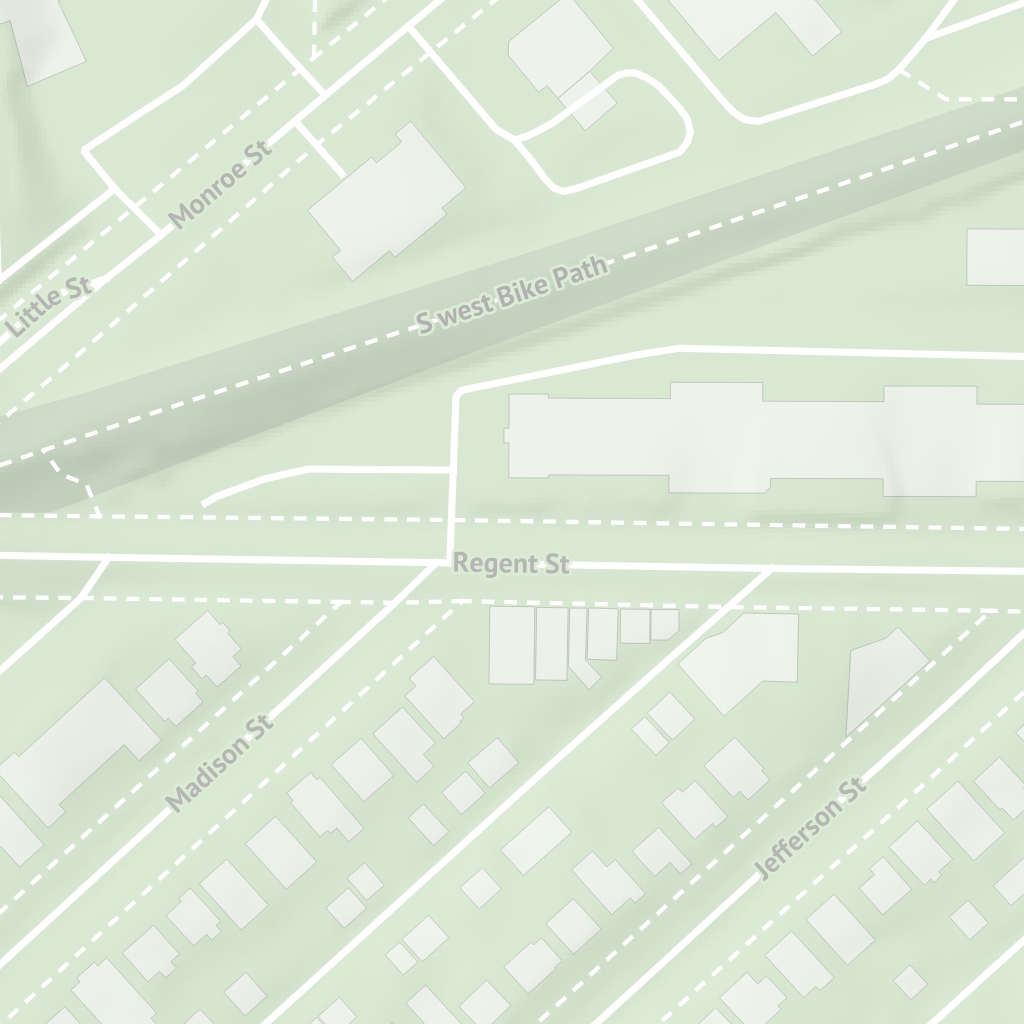 Monroe St
Little St
S west Bike Path
Regent St
Madison St
Jefferson St